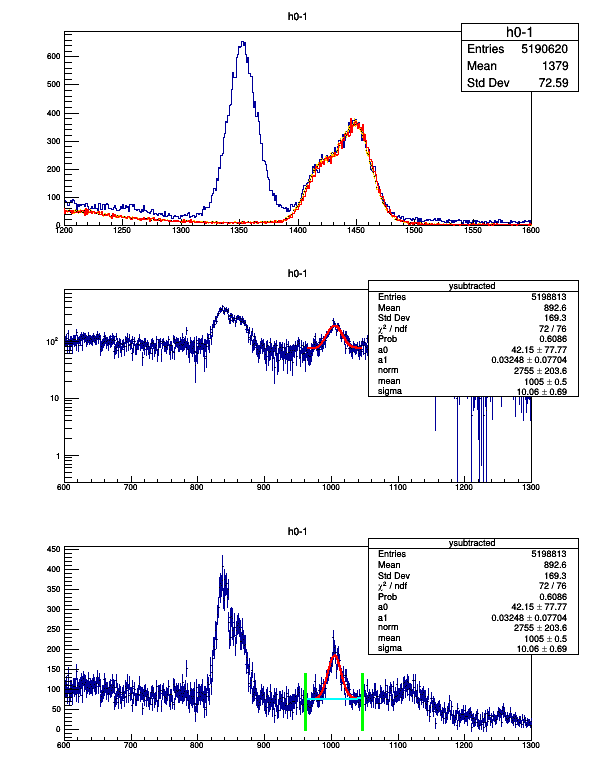 h0-1
h0-1
Entries 5190620
Mean 1379
Std Dev 72.59
600
500
400
300
200
100
0
1200 1250 1300 1350 1400 1450 1500 1550 1600
h0-1
ysubtracted
Entries 5198813
Mean 892.6
Std Dev 169.3
χ² / ndf 72 / 76
Prob 0.6086
a0 42.15 ± 77.77
a1 0.03248 ± 0.07704
norm 2755 ± 203.6
mean 1005 ± 0.5
sigma 10.06 ± 0.69
10²
10
1
600 700 800 900 1000 1100 1200 1300
h0-1
ysubtracted
Entries 5198813
Mean 892.6
Std Dev 169.3
χ² / ndf 72 / 76
Prob 0.6086
a0 42.15 ± 77.77
a1 0.03248 ± 0.07704
norm 2755 ± 203.6
mean 1005 ± 0.5
sigma 10.06 ± 0.69
450
400
350
300
250
200
150
100
50
0
600 700 800 900 1000 1100 1200 1300